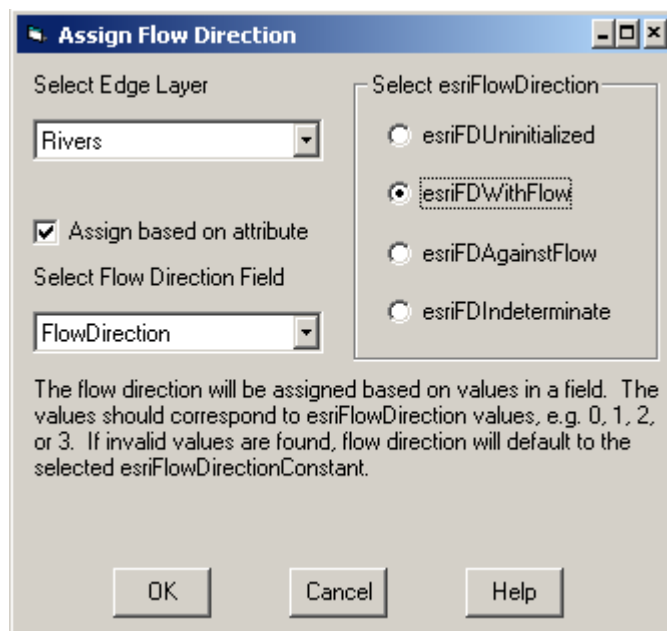 Assign Flow Direction
Select Edge Layer
Rivers
Assign based on attribute
Select Flow Direction Field
FlowDirection
Select esriFlowDirection
esriFDUninitialized
esriFDWithFlow
esriFDAgainstFlow
esriFDIndeterminate
The flow direction will be assigned based on values in a field. The
values should correspond to esriFlowDirection values, e.g. 0, 1, 2,
or 3. If invalid values are found, flow direction will default to the
selected esriFlowDirectionConstant.
OK
Cancel
Help